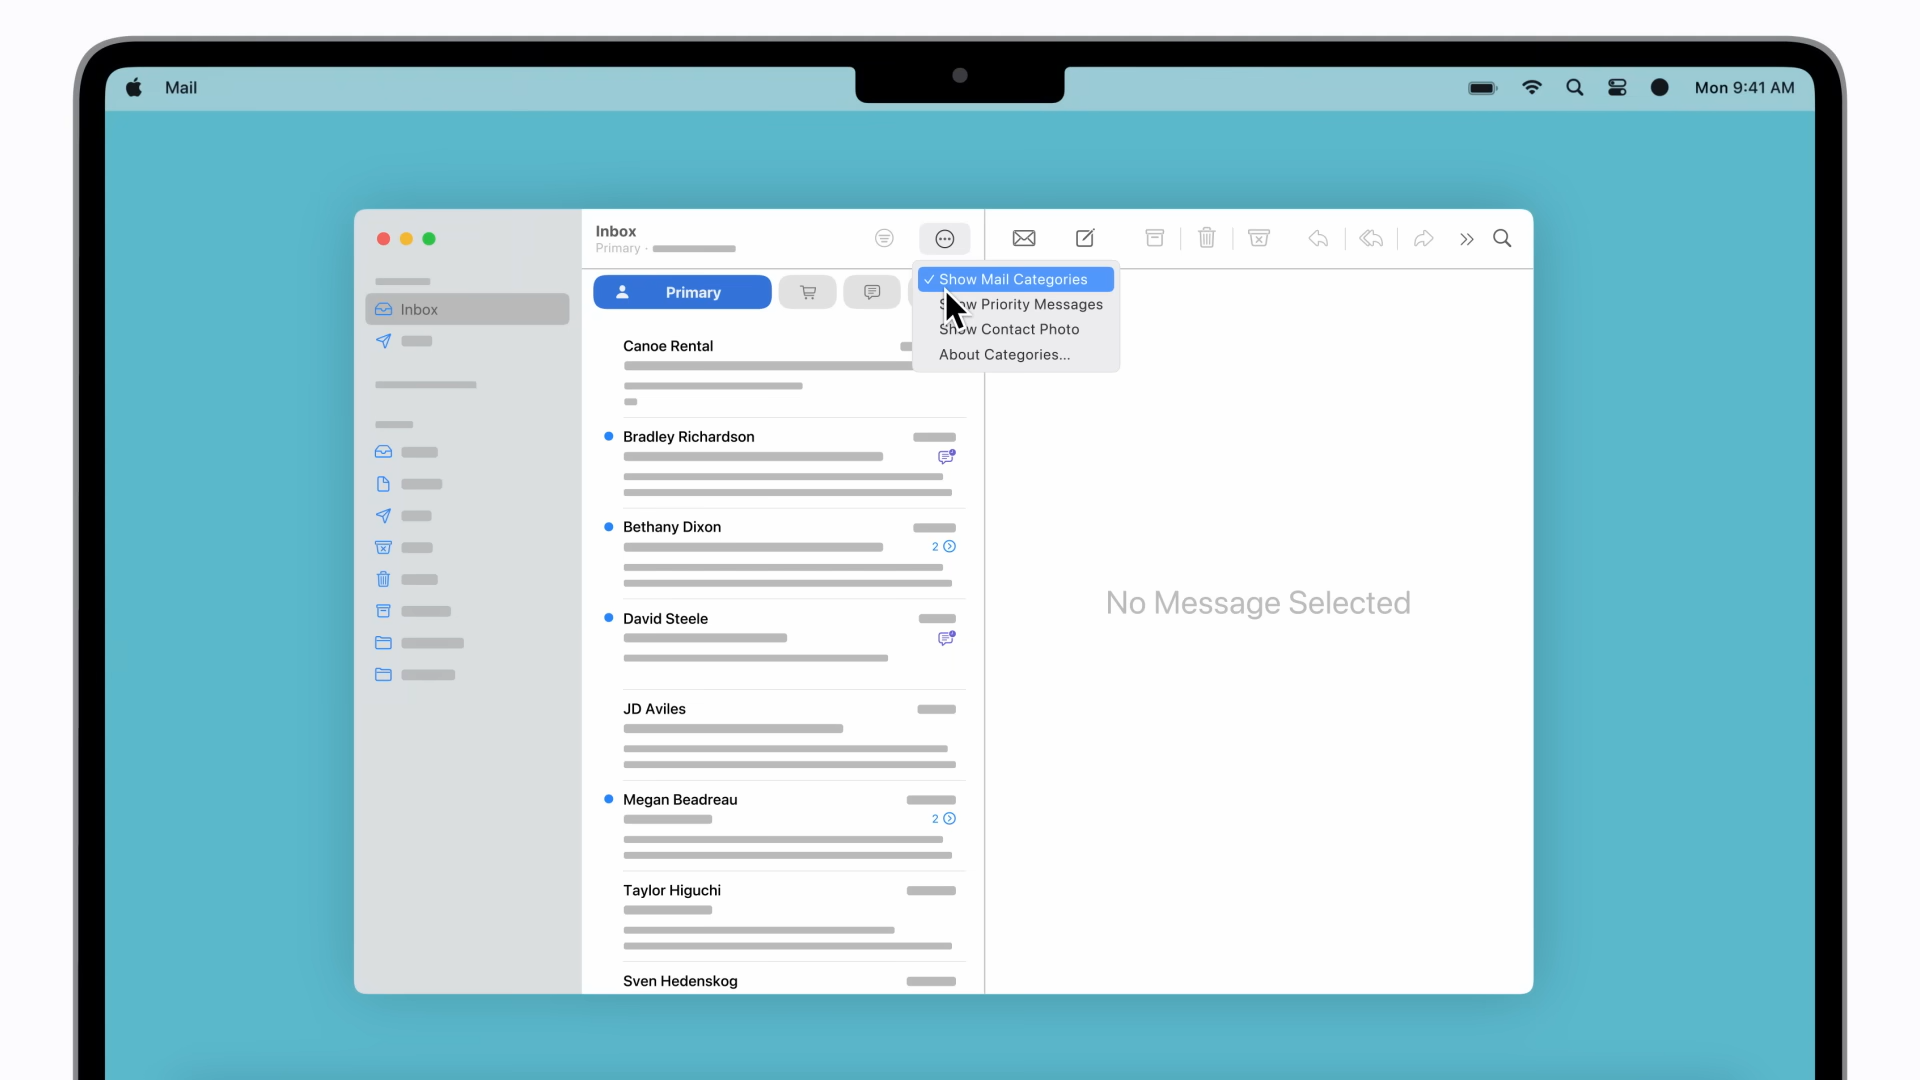 Mail
Mon 9:41 AM
Inbox
Primary ·
Inbox
Primary
✓ Show Mail Categories
Show Priority Messages
Show Contact Photo
About Categories...
Canoe Rental
Bradley Richardson
Bethany Dixon
2
David Steele
JD Aviles
Megan Beadreau
2
Taylor Higuchi
Sven Hedenskog
No Message Selected